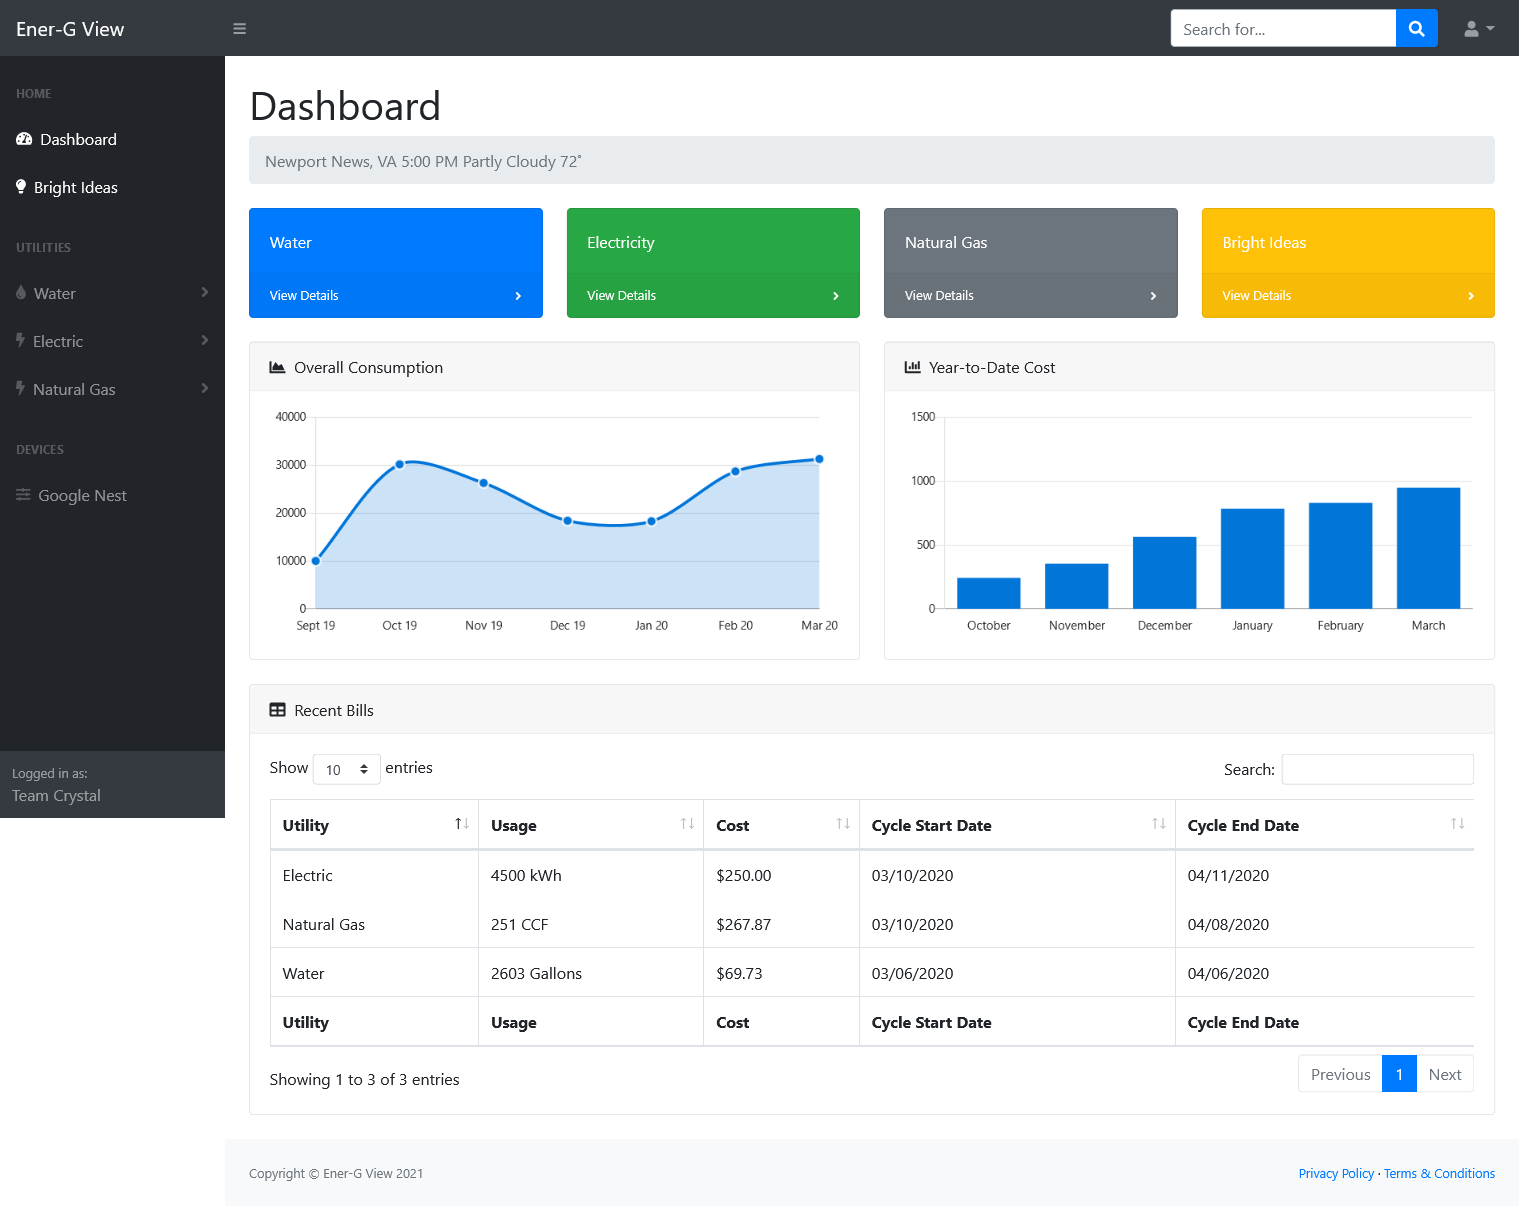 Ener-G View
Search for...
HOME
Dashboard
Bright Ideas
UTILITIES
Water
Electric
Natural Gas
DEVICES
Google Nest
Logged in as:
Team Crystal
Dashboard
Newport News, VA 5:00 PM Partly Cloudy 72°
Water
View Details
Electricity
View Details
Natural Gas
View Details
Bright Ideas
View Details
Overall Consumption
40000
30000
20000
10000
0
Sept 19 Oct 19 Nov 19 Dec 19 Jan 20 Feb 20 Mar 20
Year-to-Date Cost
1500
1000
500
0
October November December January February March
Recent Bills
Show 10 entries
Search:
Utility Usage Cost Cycle Start Date Cycle End Date
Electric 4500 kWh $250.00 03/10/2020 04/11/2020
Natural Gas 251 CCF $267.87 03/10/2020 04/08/2020
Water 2603 Gallons $69.73 03/06/2020 04/06/2020
Utility Usage Cost Cycle Start Date Cycle End Date
Showing 1 to 3 of 3 entries
Previous 1 Next
Copyright © Ener-G View 2021
Privacy Policy · Terms & Conditions